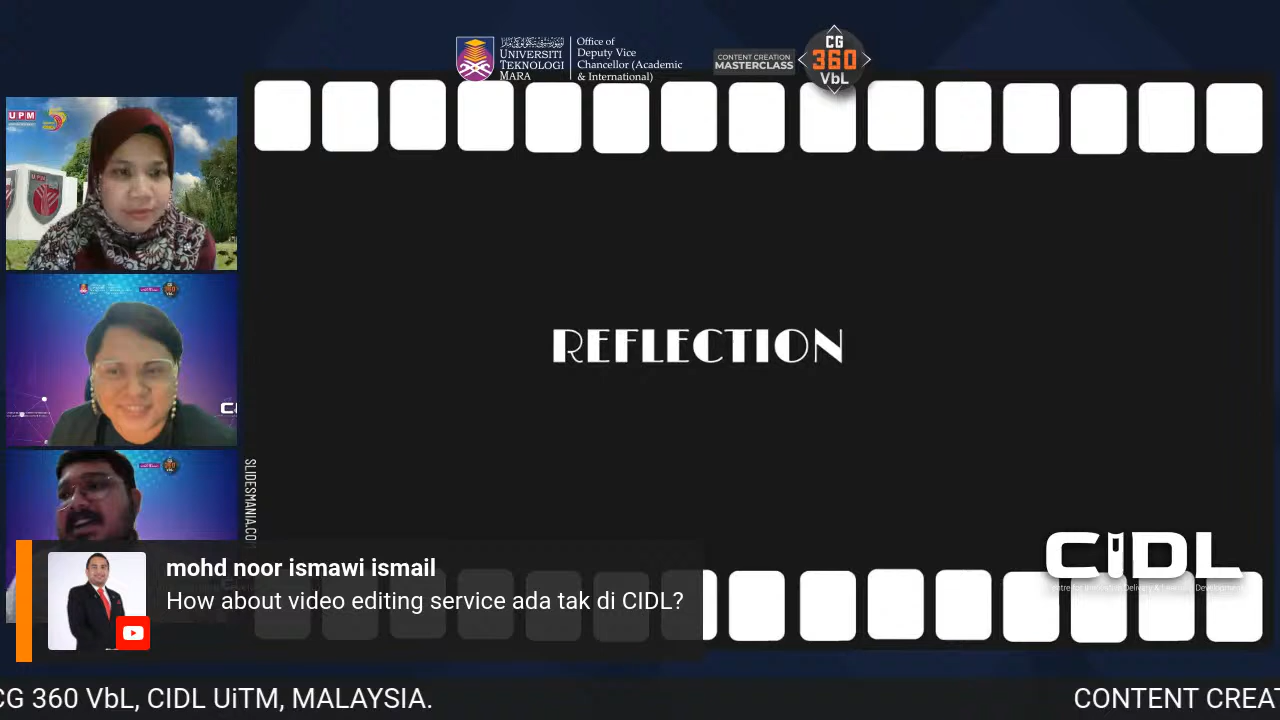 UNIVERSITI
TEKNOLOGI
MARA
Office of
Deputy Vice
Chancellor (Academic
& International)
CONTENT CREATION
MASTERCLASS
CG
360
VbL
UPM
REFLECTION
SLIDESMANIA.CO
CIDL
mohd noor ismawi ismail
How about video editing service ada tak di CIDL?
CG 360 VbL, CIDL UiTM, MALAYSIA.
CONTENT CREAT